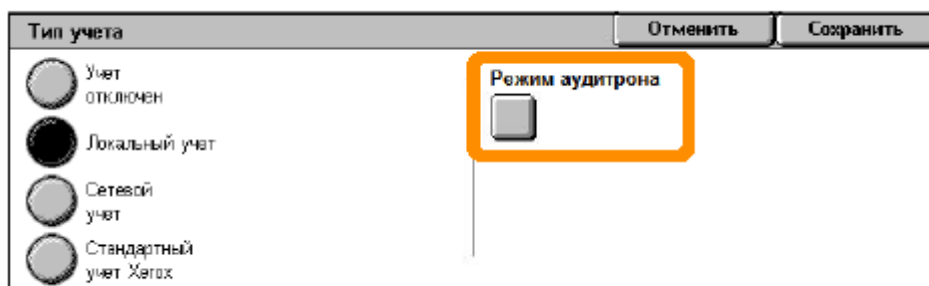 Тип учета
Отменить
Сохранить
Учет
отключен
Локальный учет
Сетевой
учет
Стандартный
учет Xerox
Режим аудитрона